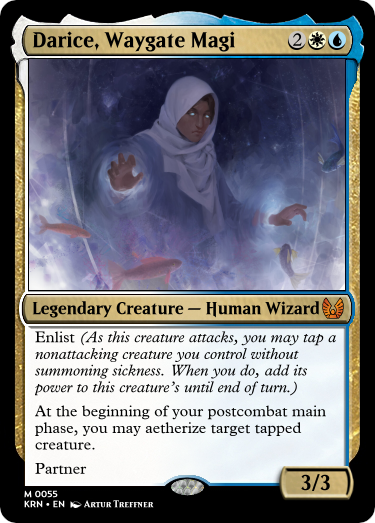 Darice, Waygate Magi 2
Legendary Creature — Human Wizard
Enlist (As this creature attacks, you may tap a
nonattacking creature you control without
summoning sickness. When you do, add its
power to this creature's until end of turn.)
At the beginning of your postcombat main
phase, you may aetherize target tapped
creature.
Partner
3/3
M 0055
KRN • EN Artur Treffner